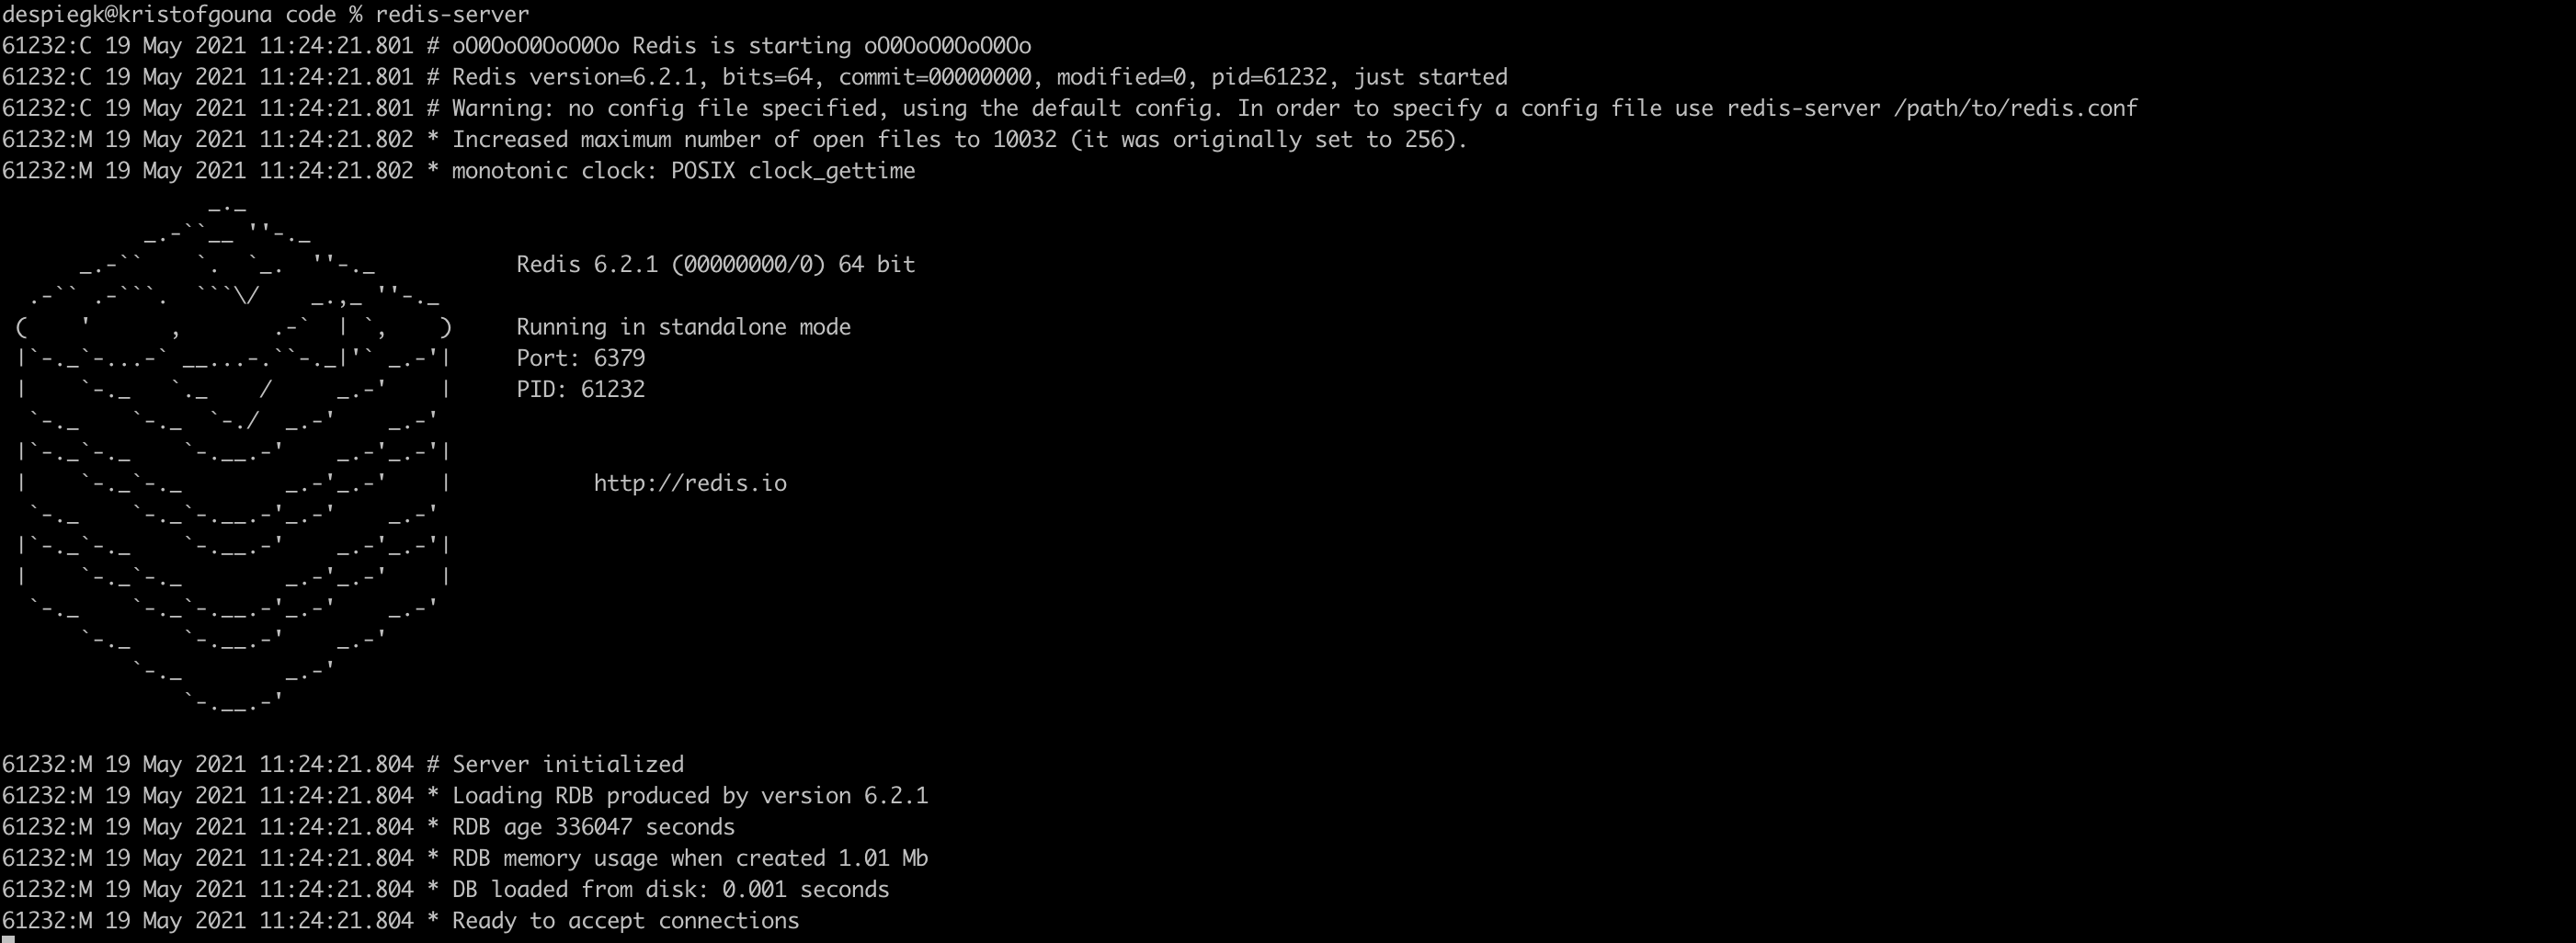 despiegk@kristofgouna code % redis-server
61232:C 19 May 2021 11:24:21.801 # oO0OoO0OoO0Oo Redis is starting oO0OoO0OoO0Oo
61232:C 19 May 2021 11:24:21.801 # Redis version=6.2.1, bits=64, commit=00000000, modified=0, pid=61232, just started
61232:C 19 May 2021 11:24:21.801 # Warning: no config file specified, using the default config. In order to specify a config file use redis-server /path/to/redis.conf
61232:M 19 May 2021 11:24:21.802 * Increased maximum number of open files to 10032 (it was originally set to 256).
61232:M 19 May 2021 11:24:21.802 * monotonic clock: POSIX clock_gettime
Redis 6.2.1 (00000000/0) 64 bit
Running in standalone mode
Port: 6379
PID: 61232
http://redis.io
61232:M 19 May 2021 11:24:21.804 # Server initialized
61232:M 19 May 2021 11:24:21.804 * Loading RDB produced by version 6.2.1
61232:M 19 May 2021 11:24:21.804 * RDB age 336047 seconds
61232:M 19 May 2021 11:24:21.804 * RDB memory usage when created 1.01 Mb
61232:M 19 May 2021 11:24:21.804 * DB loaded from disk: 0.001 seconds
61232:M 19 May 2021 11:24:21.804 * Ready to accept connections